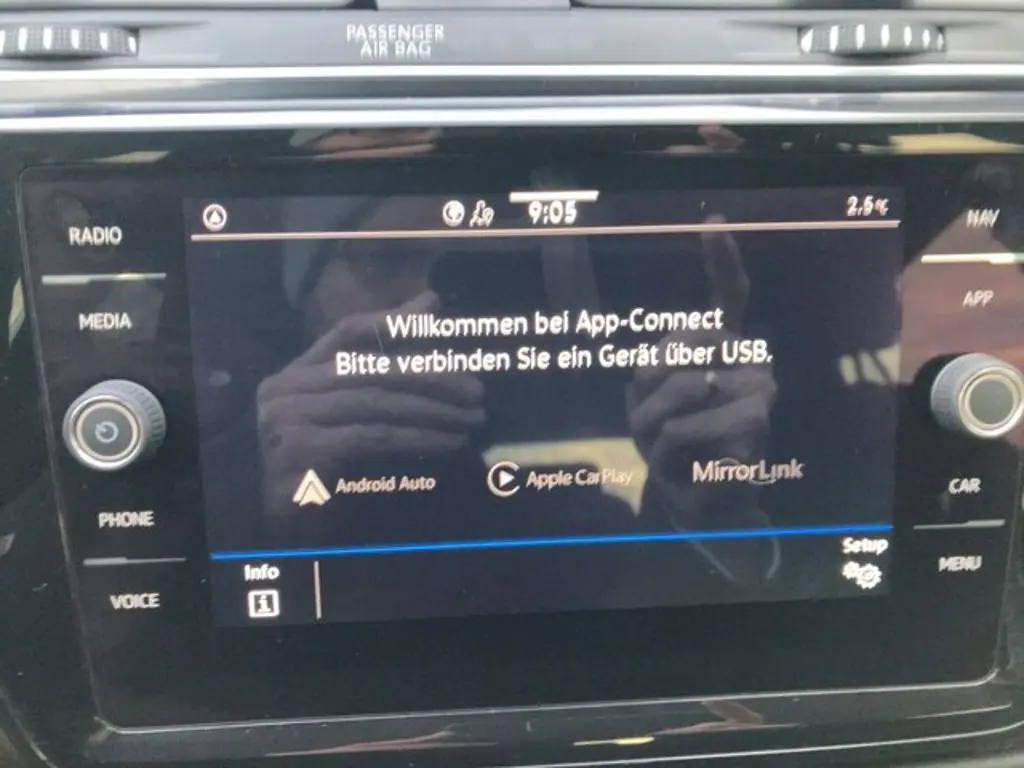 PASSENGER
AIR BAG
RADIO
MEDIA
PHONE
VOICE
9:05
2.5°C
Willkommen bei App-Connect
Bitte verbinden Sie ein Gerät über USB.
Android Auto
Apple CarPlay
MirrorLink
Info
Setup
NAV
APP
CAR
MENU